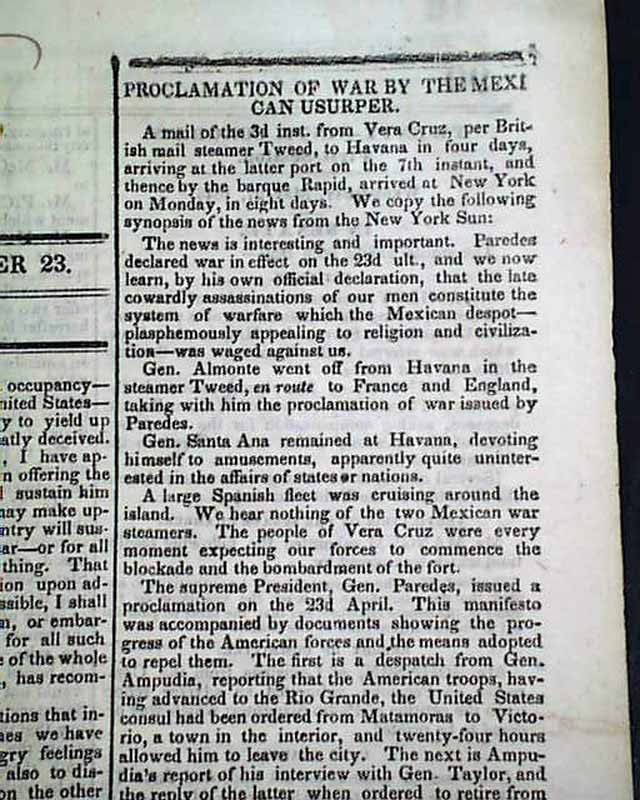 ER 23.
occupancy—
nited States—
y to yield up
atly deceived.
, I have ap-
n offering the
sustain him
may make up-
ntry will sus-
ar—or for all
thing. That
ion upon ad-
ssible, I shall
n, or embar-
for all such
e of the whole
, has recom-
tions that in-
nes we have
gry feelings
also to dis-
on the other
PROCLAMATION OF WAR BY THE MEXI
CAN USURPER.
A mail of the 3d inst. from Vera Cruz, per Brit-
ish mail steamer Tweed, to Havana in four days,
arriving at the latter port on the 7th instant, and
thence by the barque Rapid, arrived at New York
on Monday, in eight days. We copy the following
synopsis of the news from the New York Sun:
The news is interesting and important. Paredes
declared war in effect on the 23d ult., and we now
learn, by his own official declaration, that the late
cowardly assassinations of our men constitute the
system of warfare which the Mexican despot—
plasphemously appealing to religion and civiliza-
tion—was waged against us.
Gen. Almonte went off from Havana in the
steamer Tweed, en route to France and England,
taking with him the proclamation of war issued by
Paredes.
Gen. Santa Ana remained at Havana, devoting
himself to amusements, apparently quite uninter-
ested in the affairs of states or nations.
A large Spanish fleet was cruising around the
island. We hear nothing of the two Mexican war
steamers. The people of Vera Cruz were every
moment expecting our forces to commence the
blockade and the bombardment of the fort.
The supreme President, Gen. Paredes, issued a
proclamation on the 23d April. This manifesto
was accompanied by documents showing the pro-
gress of the American forces and the means adopted
to repel them. The first is a despatch from Gen.
Ampudia, reporting that the American troops, hav-
ing advanced to the Rio Grande, the United States
consul had been ordered from Matamoras to Victo-
rio, a town in the interior, and twenty-four hours
allowed him to leave the city. The next is Ampu-
dia's report of his interview with Gen. Taylor, and
the reply of the latter when ordered to retire from